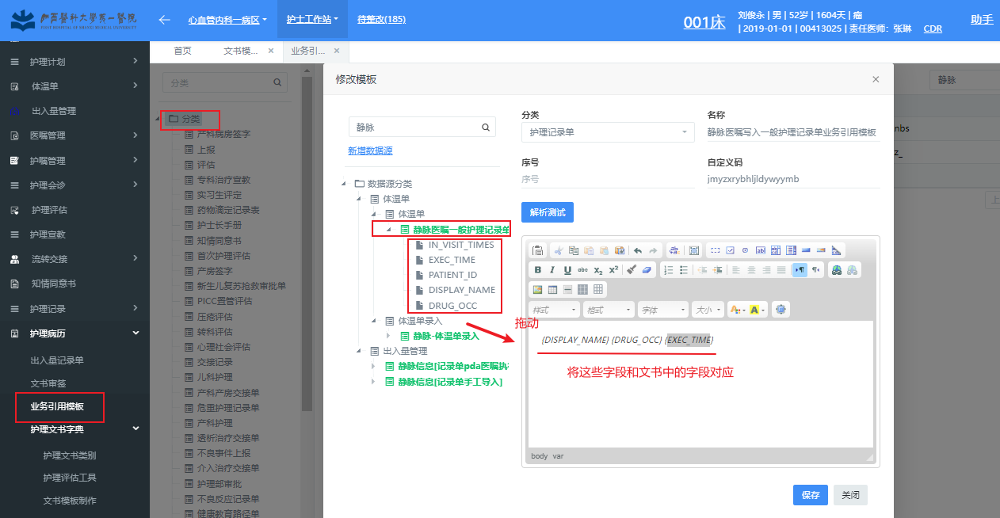 山西醫科大學第一醫院
FIRST HOSPITAL OF SHANXI MEDICAL UNIVERSITY
心血管内科一病区
护士工作站
待整改(185)
001床
刘俊永 | 男 | 52岁 | 1604天 | 痛
| 2019-01-01 | 00413025 | 责任医师：张琳
CDR
助手
护理计划
体温单
出入量管理
医嘱管理
护嘱管理
护理会诊
护理评估
护理宣教
流转交接
知情同意书
护理记录
护理病历
出入量记录单
文书审签
业务引用模板
护理文书字典
护理文书类别
护理评估工具
文书模板制作
首页
文书模...
业务引...
分类
分类
产科病房签字
上报
评估
专科治疗宣教
实习生评定
药物滴定记录表
护士长手册
知情同意书
首次护理评估
产房签字
新生儿复苏抢救审批单
PICC置管评估
压疮评估
转科评估
心理社会评估
交接记录
儿科护理
产科产房交接单
危重护理记录单
产科护理
透析治疗交接单
不良事件上报
介入治疗交接单
护理部审批
不良反应记录单
健康教育路径单
修改模板
静脉
新增数据源
数据源分类
体温单
体温单
静脉医嘱一般护理记录单
IN_VISIT_TIMES
EXEC_TIME
PATIENT_ID
DISPLAY_NAME
DRUG_OCC
体温单录入
静脉-体温单录入
出入量管理
静脉信息[记录单pda医嘱执行
静脉信息[记录单手工导入]
分类
护理记录单
名称
静脉医嘱写入一般护理记录单业务引用模板
序号
序号
自定义码
jmyzxrybhljldywyymb
解析测试
样式
格式
字体
大小
拖动
{DISPLAY_NAME} {DRUG_OCC} {EXEC_TIME}
将这些字段和文书中的字段对应
body var
保存
关闭
静脉
nbs
z_
上